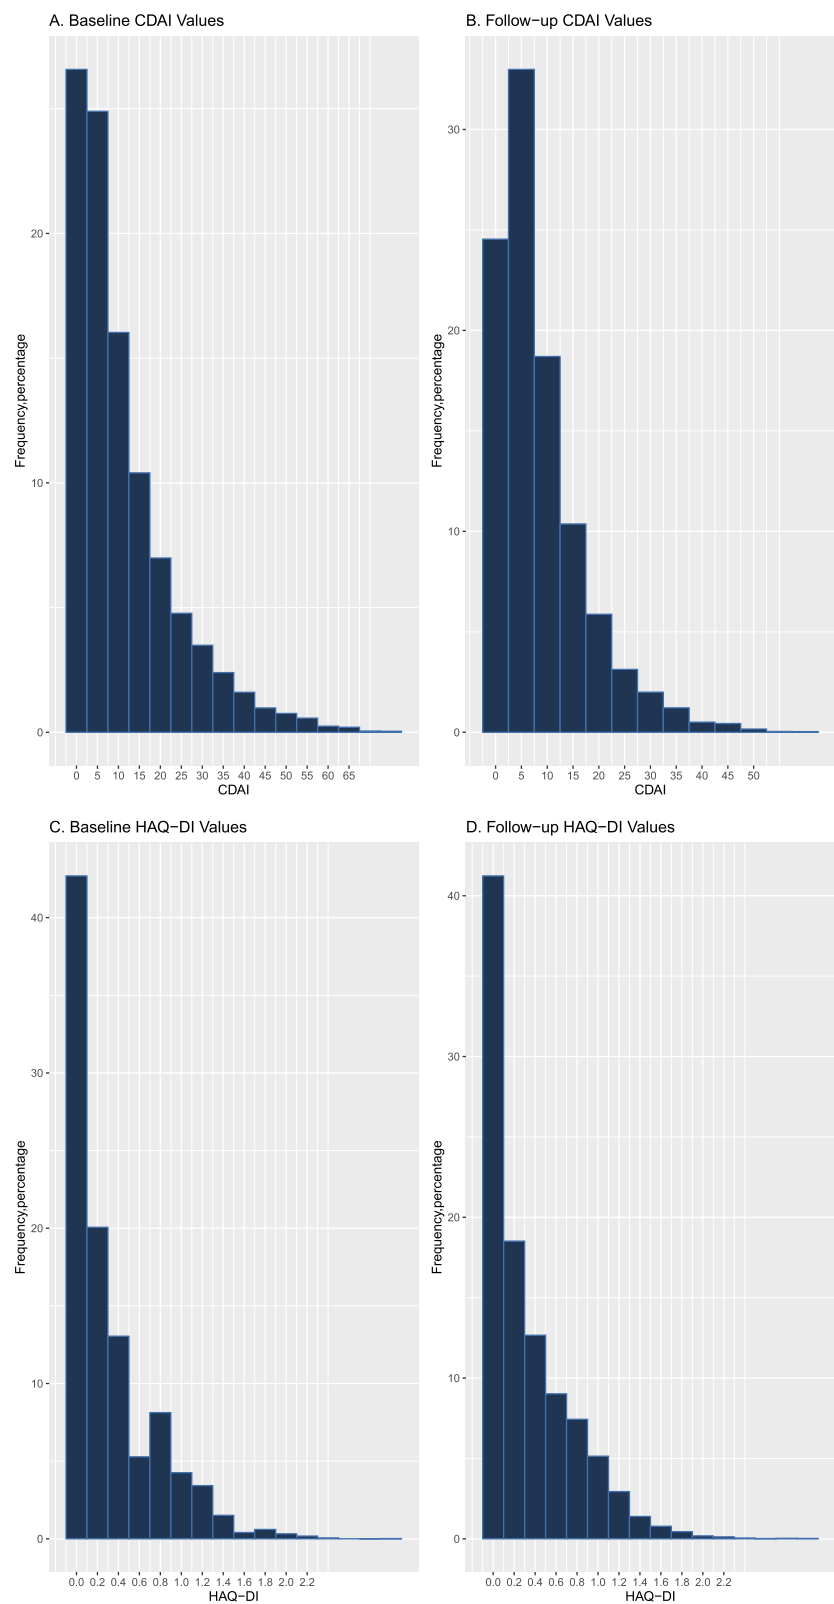 A. Baseline CDAI Values
Frequency,percentage
20
10
0
0 5 10 15 20 25 30 35 40 45 50 55 60 65
CDAI
B. Follow−up CDAI Values
Frequency,percentage
30
20
10
0
0 5 10 15 20 25 30 35 40 45 50
CDAI
C. Baseline HAQ−DI Values
Frequency,percentage
40
30
20
10
0
0.0 0.2 0.4 0.6 0.8 1.0 1.2 1.4 1.6 1.8 2.0 2.2
HAQ−DI
D. Follow−up HAQ−DI Values
Frequency,percentage
40
30
20
10
0
0.0 0.2 0.4 0.6 0.8 1.0 1.2 1.4 1.6 1.8 2.0 2.2
HAQ−DI